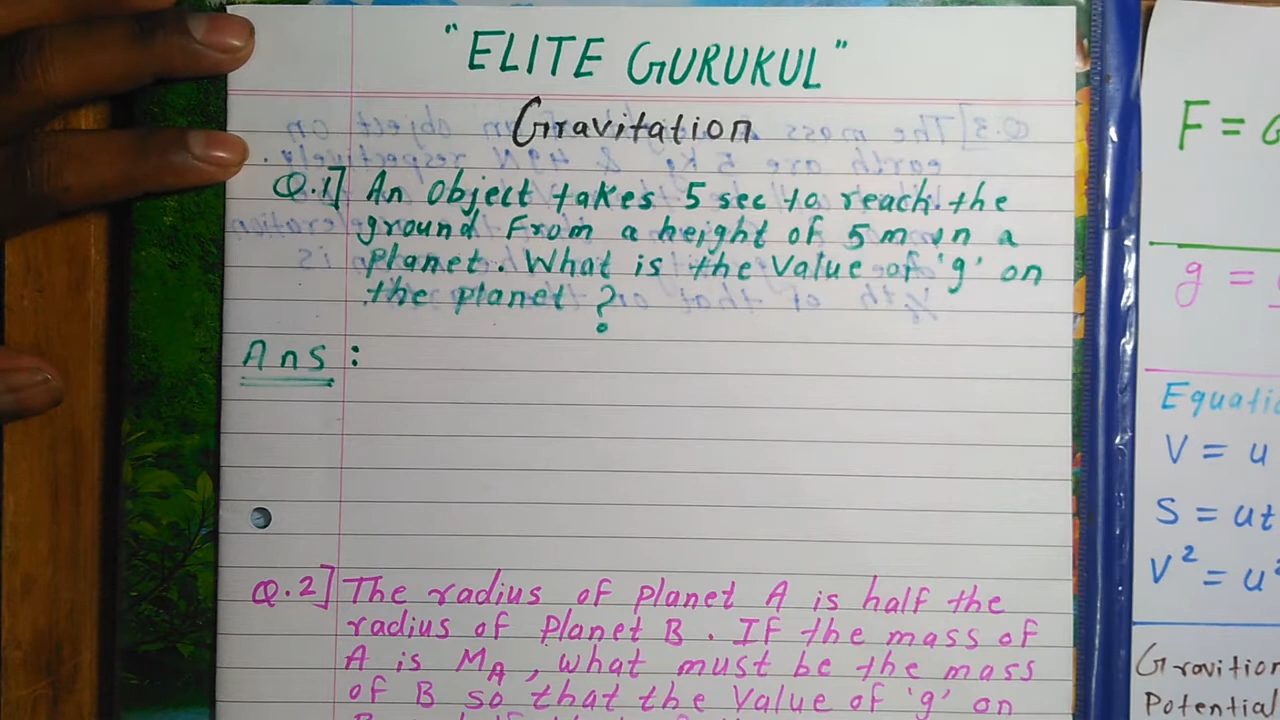 "ELITE GURUKUL"
Gravitation
Q.1] An object takes 5 sec to reach the
ground From a height of 5 m on a
planet. What is the value of 'g' on
the planet ?
Ans :
Q.2] The radius of planet A is half the
radius of planet B. If the mass of
A is MA, what must be the mass
of B so that the value of 'g' on
F =
g =
V = u
S = ut
V² = u²
Potential